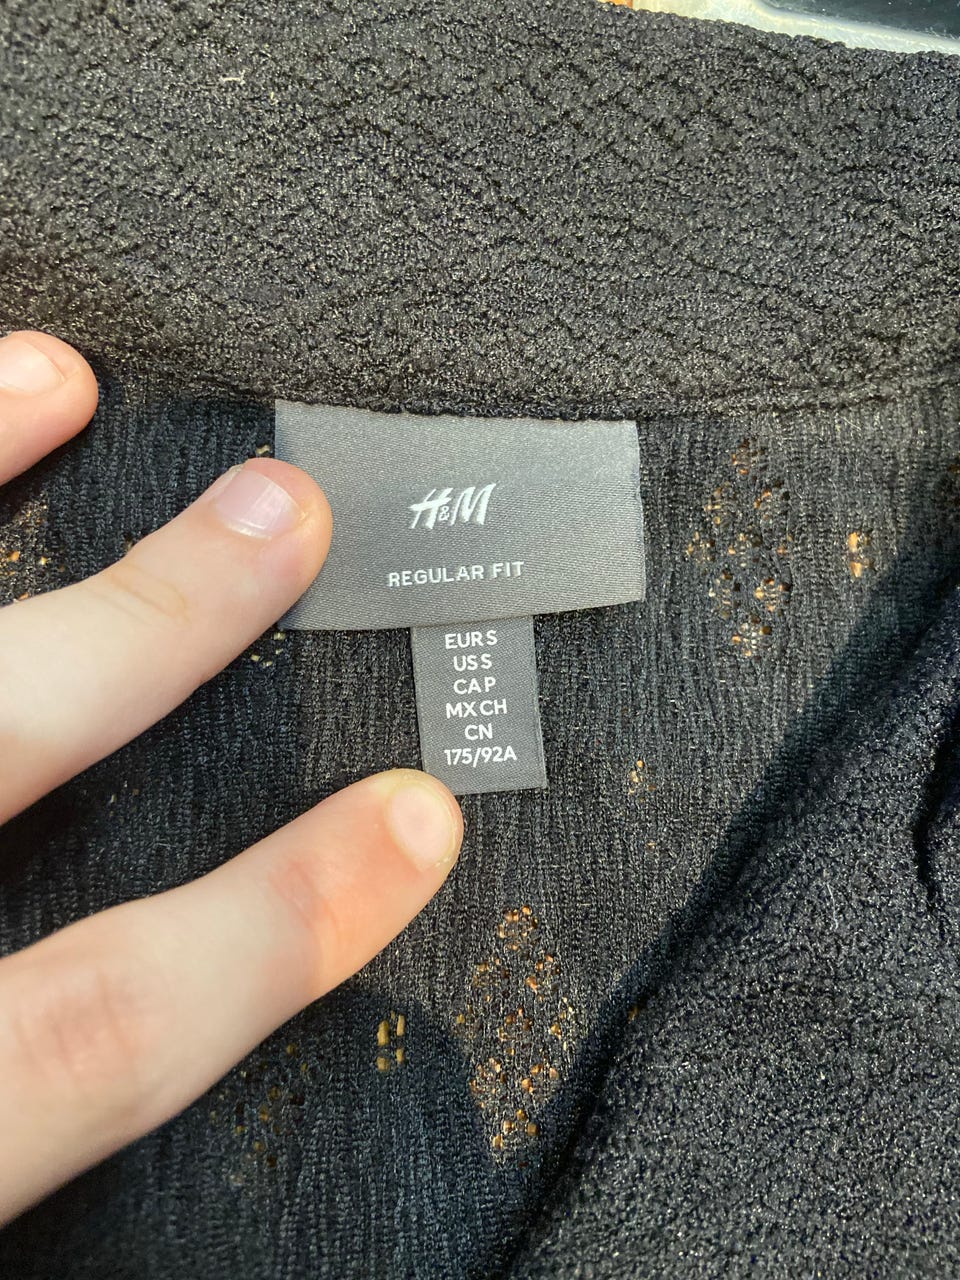 H&M
REGULAR FIT
EUR S
US S
CA P
MX CH
CN
175/92A